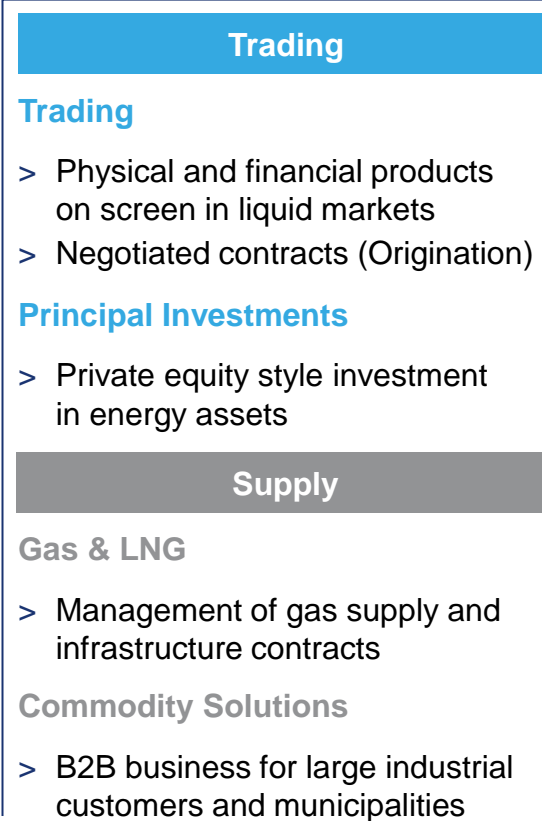 Trading
Trading
> Physical and financial products
on screen in liquid markets
> Negotiated contracts (Origination)
Principal Investments
> Private equity style investment
in energy assets
Supply
Gas & LNG
> Management of gas supply and
infrastructure contracts
Commodity Solutions
> B2B business for large industrial
customers and municipalities